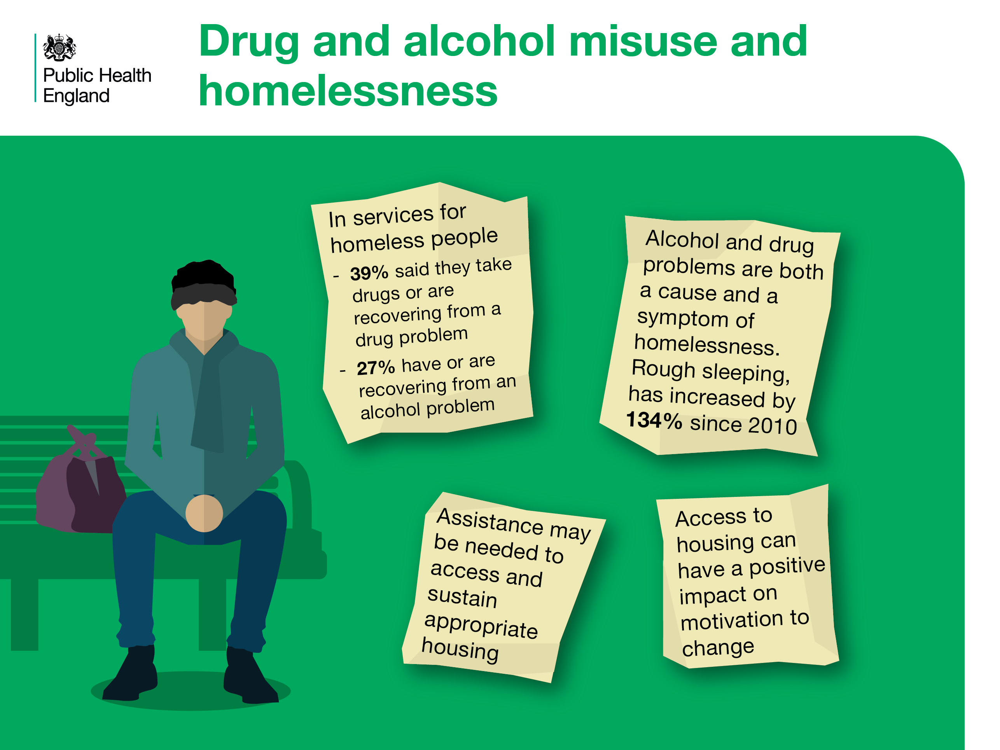 Public Health
England
Drug and alcohol misuse and
homelessness
In services for
homeless people
- 39% said they take
drugs or are
recovering from a
drug problem
- 27% have or are
recovering from an
alcohol problem
Alcohol and drug
problems are both
a cause and a
symptom of
homelessness.
Rough sleeping,
has increased by
134% since 2010
Assistance may
be needed to
access and
sustain
appropriate
housing
Access to
housing can
have a positive
impact on
motivation to
change